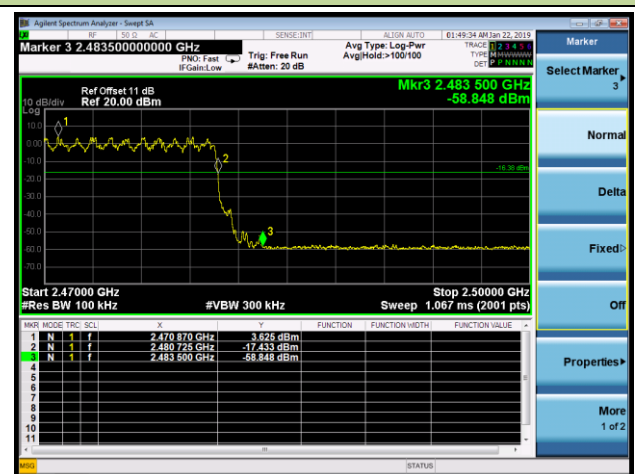 Agilent Spectrum Analyzer - Swept SA
RF 50 Ω AC SENSE:INT ALIGN AUTO 01:49:34 AM Jan 22, 2019
Marker 3 2.483500000000 GHz
PNO: Fast
IFGain:Low
Trig: Free Run
#Atten: 20 dB
Avg Type: Log-Pwr
Avg|Hold:>100/100
TRACE 1 2 3 4 5 6
TYPE M WWWWW
DET P P N N N N
Mkr3 2.483 500 GHz
-58.848 dBm
Ref Offset 11 dB
10 dB/div Ref 20.00 dBm
Log
10.0
0.00
-10.0
-20.0
-30.0
-40.0
-50.0
-60.0
-70.0
1
2
3
-16.38 dBm
Start 2.47000 GHz
Stop 2.50000 GHz
#Res BW 100 kHz
#VBW 300 kHz
Sweep 1.067 ms (2001 pts)
MKR MODE TRC SCL X Y FUNCTION FUNCTION WIDTH FUNCTION VALUE
1 N 1 f 2.470 870 GHz 3.625 dBm
2 N 1 f 2.480 725 GHz -17.433 dBm
3 N 1 f 2.483 500 GHz -58.848 dBm
4
5
6
7
8
9
10
11
MSG
STATUS
Marker
Select Marker
3
Normal
Delta
Fixed
Off
Properties
More
1 of 2